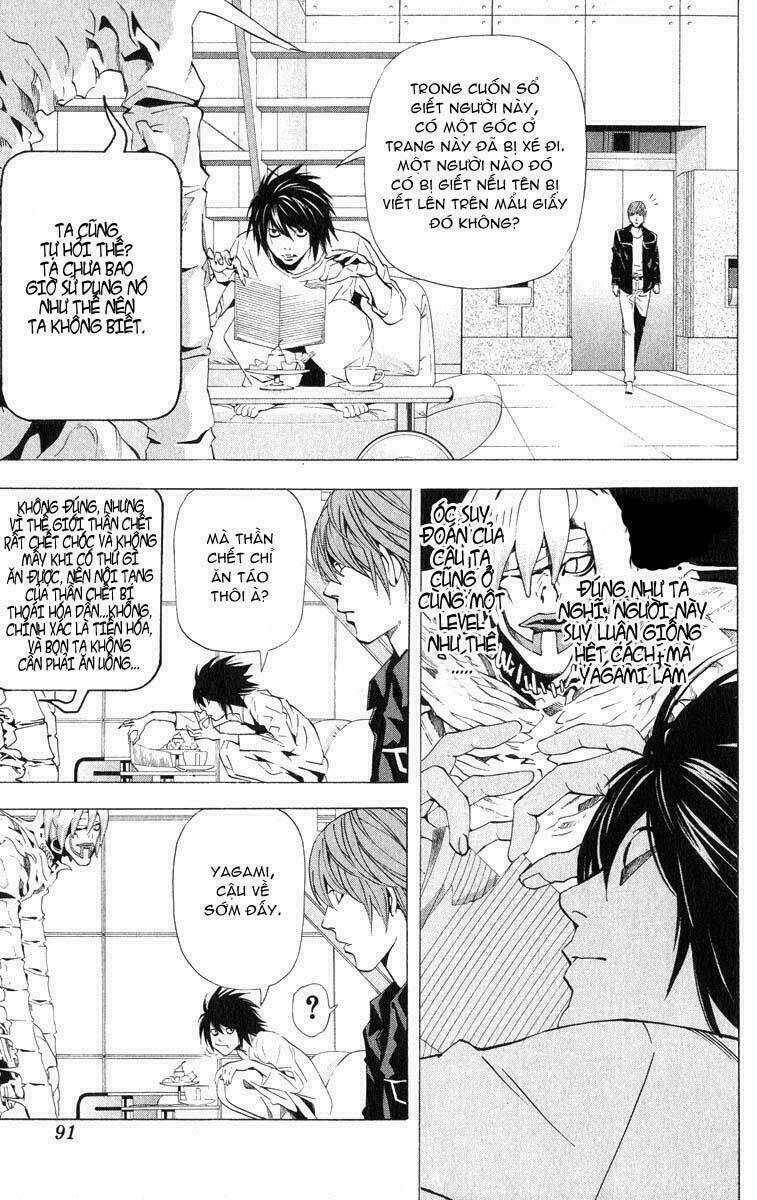 TRONG CUỐN SỔ
GIẾT NGƯỜI NÀY,
CÓ MỘT GÓC Ở
TRANG NÀY ĐÃ BỊ XÉ ĐI.
MỘT NGƯỜI NÀO ĐÓ
CÓ BỊ GIẾT NẾU TÊN BỊ
VIẾT LÊN TRÊN MẨU GIẤY
ĐÓ KHÔNG?
TA CŨNG
TỰ HỎI THẾ?
TA CHƯA BAO
GIỜ SỬ DỤNG NÓ
NHƯ THẾ NÊN
TA KHÔNG BIẾT.
ĐÚNG NHƯ TA
NGHĨ. NGƯỜI NÀY
SUY LUẬN GIỐNG
HỆT CÁCH MÀ
YAGAMI LÀM
ÓC SUY
ĐOÁN CỦA
CẬU TA
CŨNG Ở
CÙNG MỘT
LEVEL
NHƯ THẾ
......
MÀ THẦN
CHẾT CHỈ
ĂN TÁO
THÔI À?
KHÔNG ĐÚNG, NHƯNG
VÌ THẾ GIỚI THẦN CHẾT
RẤT CHẾT CHÓC VÀ KHÔNG
MẤY KHI CÓ THỨ GÌ
ĂN ĐƯỢC, NÊN NỘI TẠNG
CỦA THẦN CHẾT BỊ
THOÁI HÓA DẦN...KHÔNG,
CHÍNH XÁC LÀ TIẾN HÓA,
VÀ BỌN TA KHÔNG
CẦN PHẢI ĂN UỐNG...
YAGAMI,
CẬU VỀ
SỚM ĐẤY.
?
91